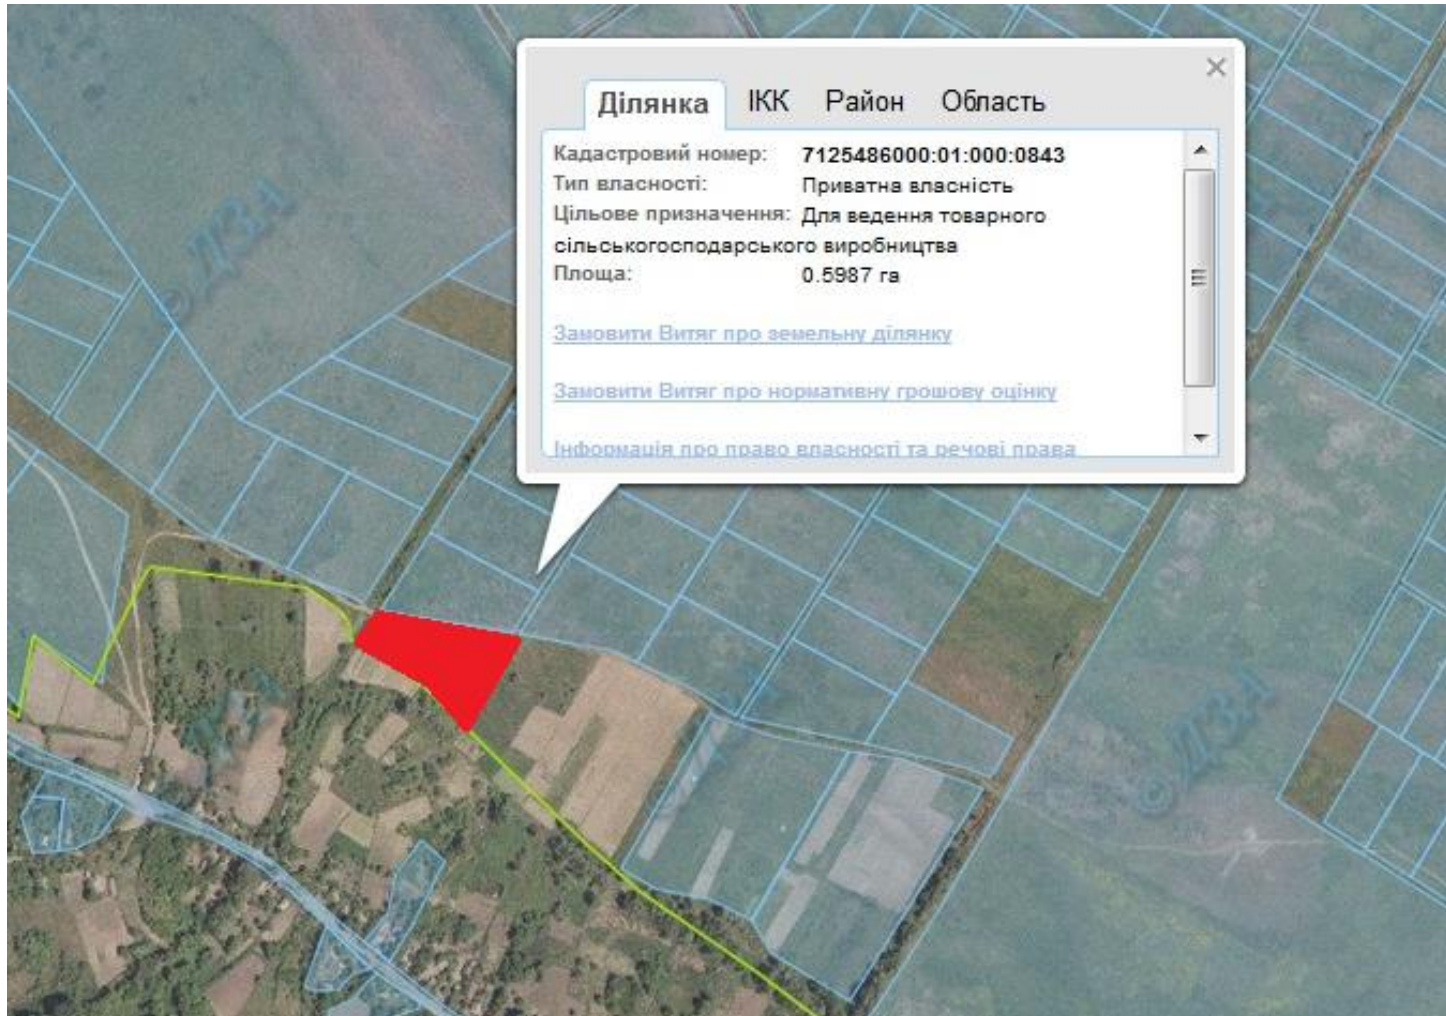 Ділянка ІКК Район Область
Кадастровий номер: 7125486000:01:000:0843
Тип власності: Приватна власність
Цільове призначення: Для ведення товарного
сільськогосподарського виробництва
Площа: 0.5987 га
Замовити Витяг про земельну ділянку
Замовити Витяг про нормативну грошову оцінку
Інформація про право власності та речові права
© ДЗА
© ДЗА